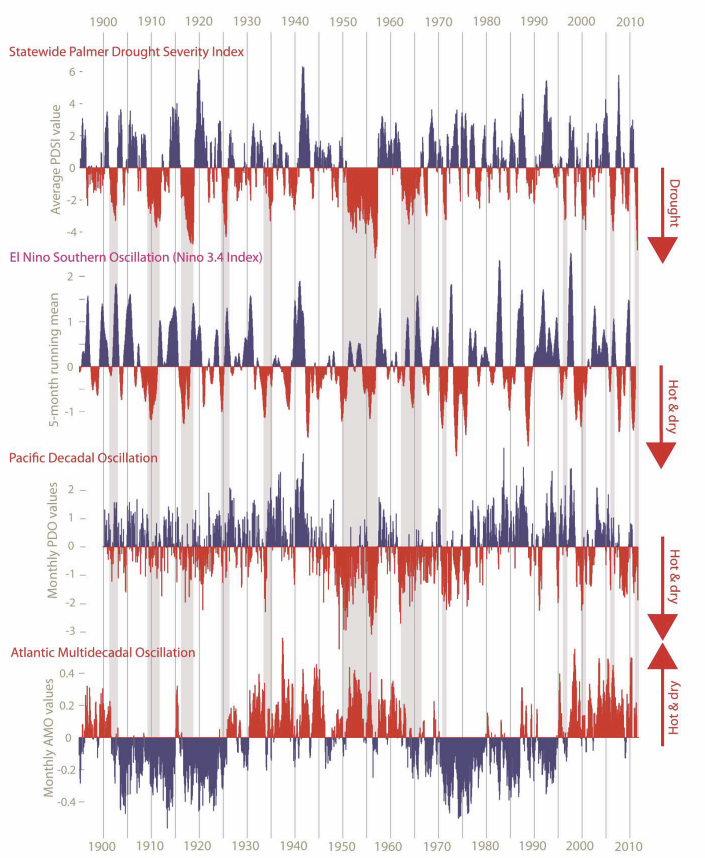 1900 1910 1920 1930 1940 1950 1960 1970 1980 1990 2000 2010
Statewide Palmer Drought Severity Index
6
4
2
0
-2
-4
Average PDSI value
Drought
El Nino Southern Oscillation (Nino 3.4 Index)
2
1
0
-1
5-month running mean
Hot & dry
Pacific Decadal Oscillation
2
1
0
-1
-2
-3
Monthly PDO values
Hot & dry
Atlantic Multidecadal Oscillation
0.4
0.2
0
-0.2
-0.4
Monthly AMO values
Hot & dry
1900 1910 1920 1930 1940 1950 1960 1970 1980 1990 2000 2010